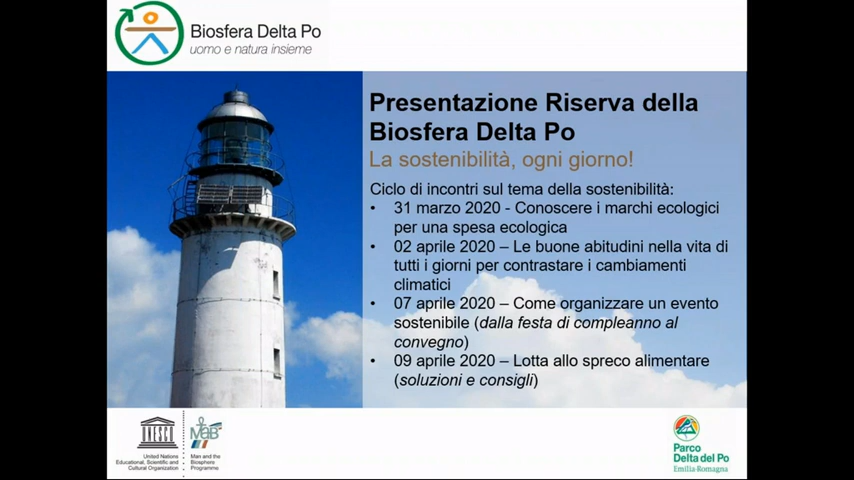 Biosfera Delta Po
uomo e natura insieme
Presentazione Riserva della
Biosfera Delta Po
La sostenibilità, ogni giorno!
Ciclo di incontri sul tema della sostenibilità:
• 31 marzo 2020 - Conoscere i marchi ecologici
per una spesa ecologica
• 02 aprile 2020 – Le buone abitudini nella vita di
tutti i giorni per contrastare i cambiamenti
climatici
• 07 aprile 2020 – Come organizzare un evento
sostenibile (dalla festa di compleanno al
convegno)
• 09 aprile 2020 – Lotta allo spreco alimentare
(soluzioni e consigli)
UNESCO
United Nations
Educational, Scientific and
Cultural Organization
MaB
Man and the
Biosphere
Programme
Parco
Delta del Po
Emilia-Romagna